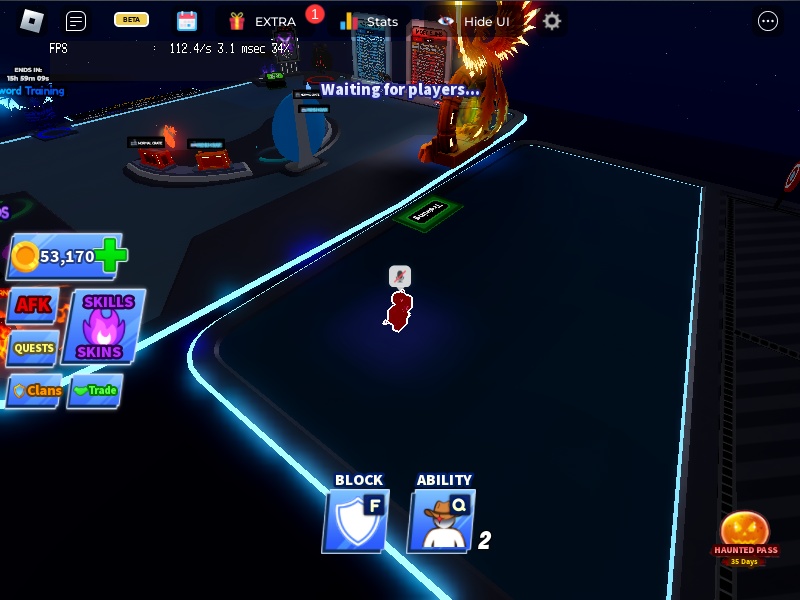 BETA
EXTRA
1
Stats
Hide UI
FPS : 112.4/s 3.1 msec 34%
ENDS IN:
15h 59m 09s
word Training
Waiting for players...
NORMAL CRATE
53,170
AFK
SKILLS
SKINS
QUESTS
Clans
Trade
BLOCK
F
ABILITY
Q
2
HAUNTED PASS
35 Days